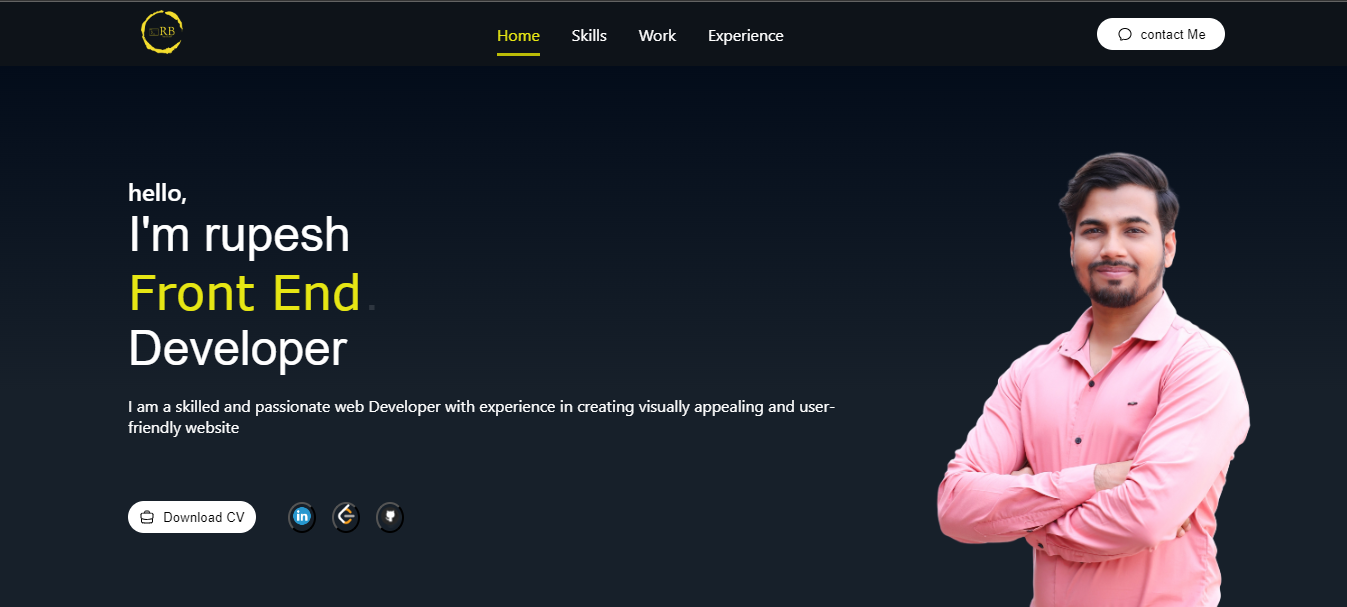 RB
Home
Skills
Work
Experience
contact Me
hello,
I'm rupesh
Front End.
Developer
I am a skilled and passionate web Developer with experience in creating visually appealing and user-
friendly website
Download CV
in